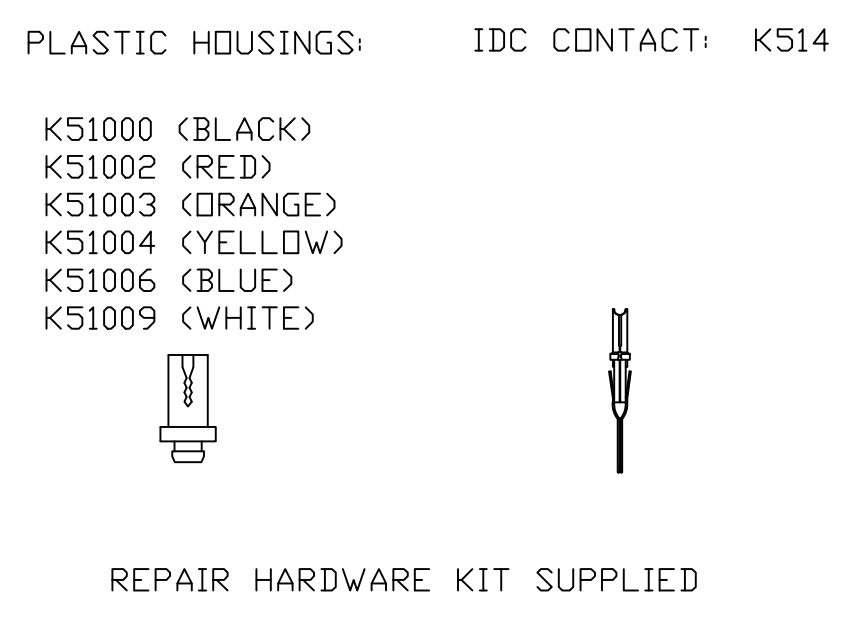 PLASTIC HOUSINGS:
IDC CONTACT: K514
K51000 (BLACK)
K51002 (RED)
K51003 (ORANGE)
K51004 (YELLOW)
K51006 (BLUE)
K51009 (WHITE)
REPAIR HARDWARE KIT SUPPLIED